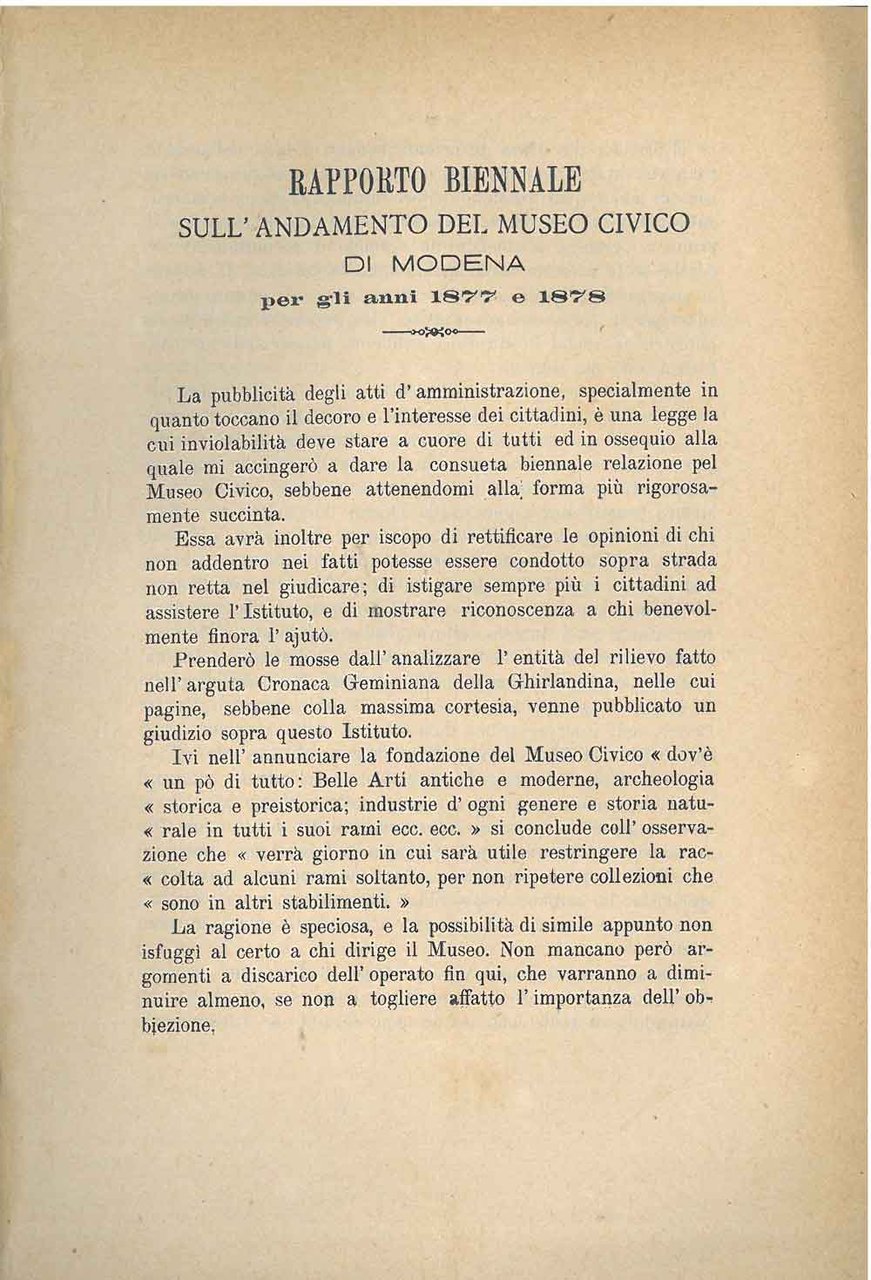 RAPPORTO BIENNALE
SULL' ANDAMENTO DEL MUSEO CIVICO
DI MODENA
per gli anni 1877 e 1878
La pubblicità degli atti d' amministrazione, specialmente in
quanto toccano il decoro e l'interesse dei cittadini, è una legge la
cui inviolabilità deve stare a cuore di tutti ed in ossequio alla
quale mi accingerò a dare la consueta biennale relazione pel
Museo Civico, sebbene attenendomi alla forma più rigorosa-
mente succinta.
Essa avrà inoltre per iscopo di rettificare le opinioni di chi
non addentro nei fatti potesse essere condotto sopra strada
non retta nel giudicare; di istigare sempre più i cittadini ad
assistere l' Istituto, e di mostrare riconoscenza a chi benevol-
mente finora l' ajutò.
Prenderò le mosse dall' analizzare l' entità del rilievo fatto
nell' arguta Cronaca Geminiana della Ghirlandina, nelle cui
pagine, sebbene colla massima cortesia, venne pubblicato un
giudizio sopra questo Istituto.
Ivi nell' annunciare la fondazione del Museo Civico « dov'è
« un pò di tutto: Belle Arti antiche e moderne, archeologia
« storica e preistorica; industrie d' ogni genere e storia natu-
« rale in tutti i suoi rami ecc. ecc. » si conclude coll' osserva-
zione che « verrà giorno in cui sarà utile restringere la rac-
« colta ad alcuni rami soltanto, per non ripetere collezioni che
« sono in altri stabilimenti. »
La ragione è speciosa, e la possibilità di simile appunto non
isfuggì al certo a chi dirige il Museo. Non mancano però ar-
gomenti a discarico dell' operato fin qui, che varranno a dimi-
nuire almeno, se non a togliere affatto l' importanza dell' ob-
biezione.